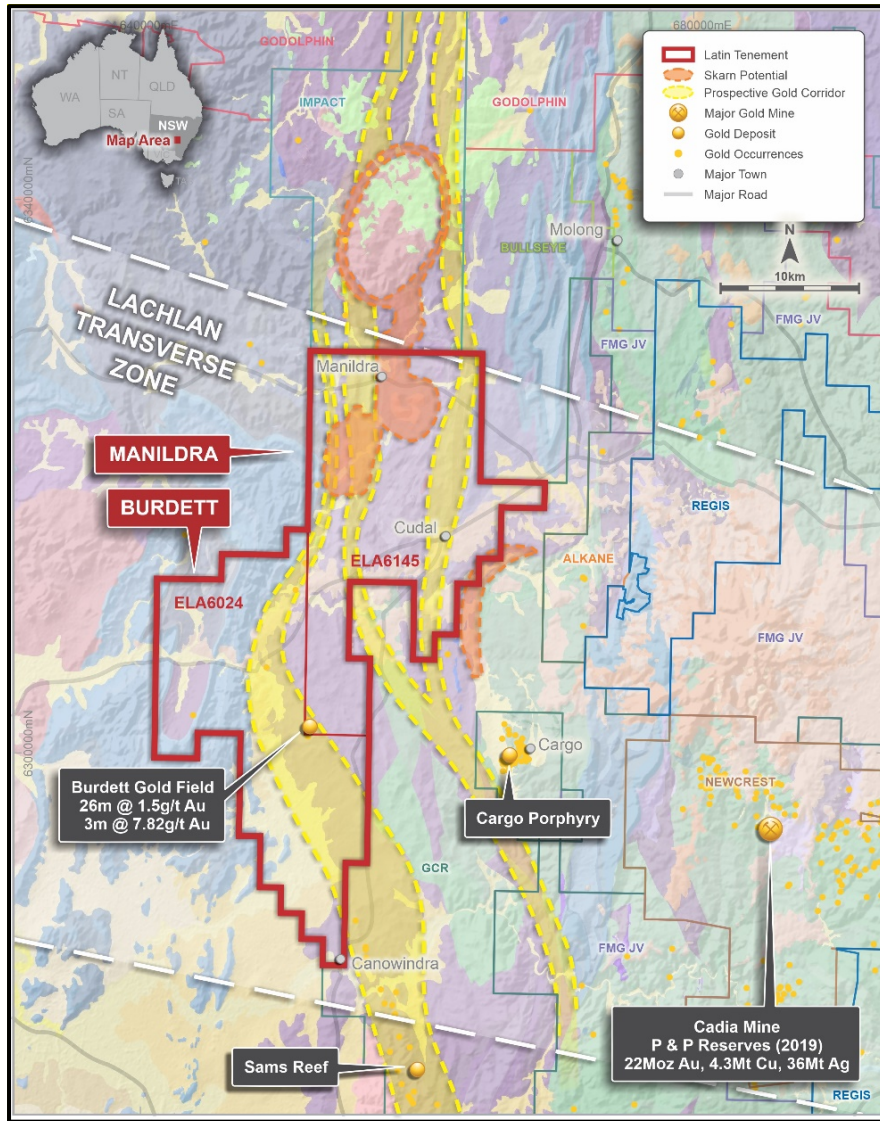 640000mE
680000mE
6340000mN
6300000mN
WA
NT
SA
QLD
NSW
Map Area
Latin Tenement
Skarn Potential
Prospective Gold Corridor
Major Gold Mine
Gold Deposit
Gold Occurrences
Major Town
Major Road
N
10km
GODOLPHIN
IMPACT
GODOLPHIN
BULLSEYE
Molong
FMG JV
FMG JV
LACHLAN
TRANSVERSE
ZONE
Manildra
MANILDRA
BURDETT
REGIS
Cudal
ELA6145
ALKANE
ELA6024
FMG JV
Burdett Gold Field
26m @ 1.5g/t Au
3m @ 7.82g/t Au
Cargo
Cargo Porphyry
NEWCREST
GCR
FMG JV
Canowindra
Sams Reef
Cadia Mine
P & P Reserves (2019)
22Moz Au, 4.3Mt Cu, 36Mt Ag
REGIS